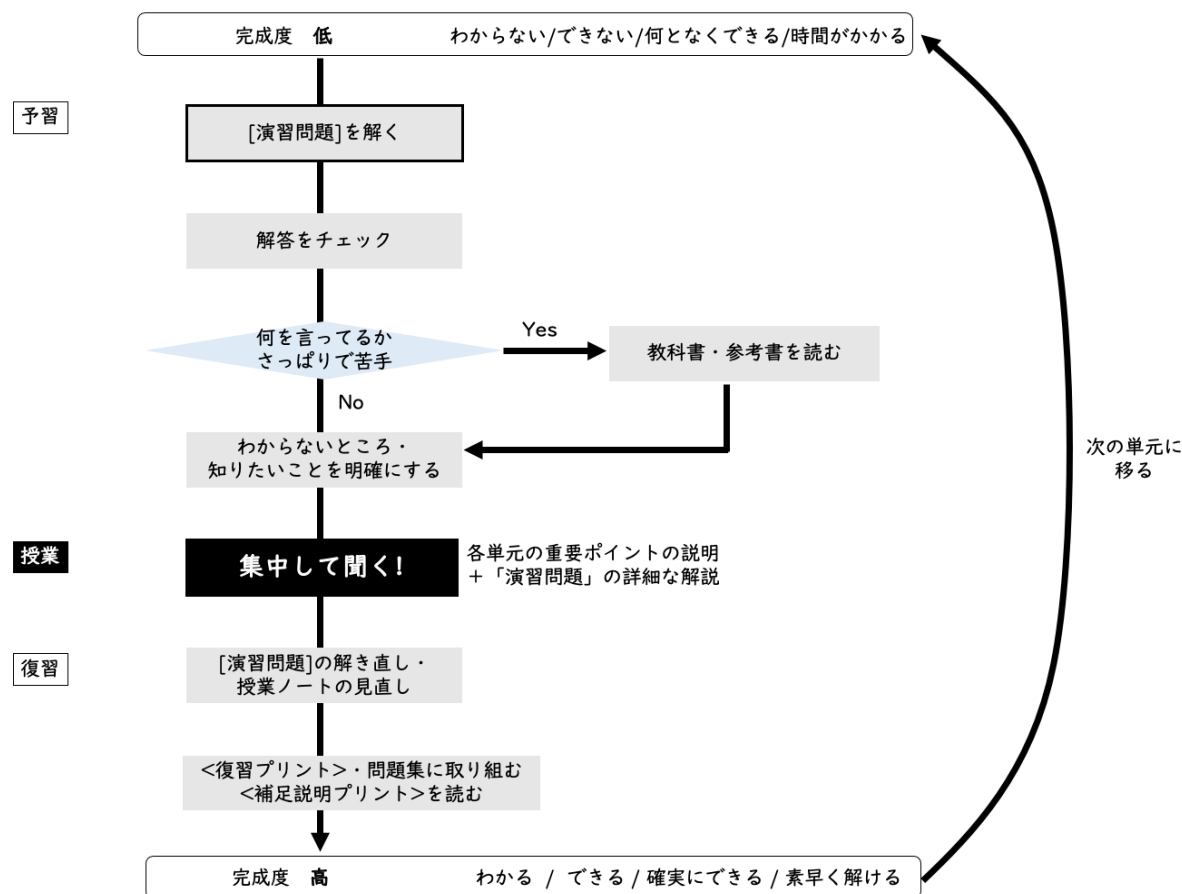 完成度 低 わからない/できない/何となくできる/時間がかかる
予習
[演習問題]を解く
解答をチェック
何を言ってるか
さっぱりで苦手
Yes
教科書・参考書を読む
No
わからないところ・
知りたいことを明確にする
次の単元に
移る
授業
集中して聞く!
各単元の重要ポイントの説明
+「演習問題」の詳細な解説
復習
[演習問題]の解き直し・
授業ノートの見直し
<復習プリント>・問題集に取り組む
<補足説明プリント>を読む
完成度 高 わかる / できる / 確実にできる / 素早く解ける